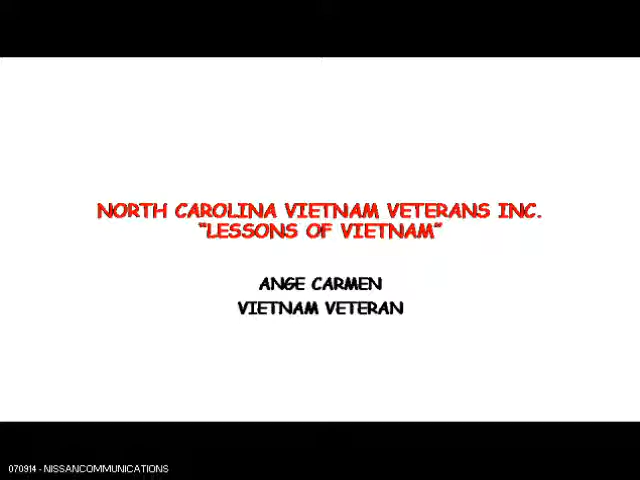 NORTH CAROLINA VIETNAM VETERANS INC.
"LESSONS OF VIETNAM"
ANGE CARMEN
VIETNAM VETERAN
070914 - NISSANCOMMUNICATIONS